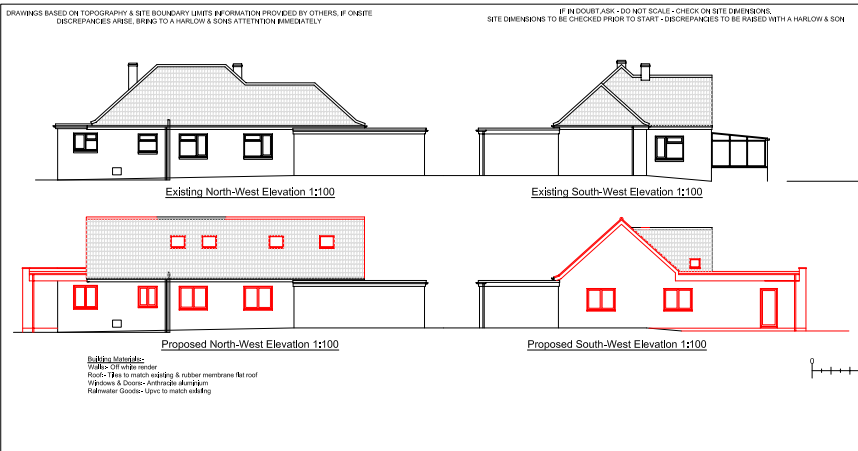 DRAWINGS BASED ON TOPOGRAPHY & SITE BOUNDARY LIMITS INFORMATION PROVIDED BY OTHERS, IF ONSITE
DISCREPANCIES ARISE, BRING TO A HARLOW & SONS ATTETNTION IMMEDIATELY
IF IN DOUBT,ASK - DO NOT SCALE - CHECK ON SITE DIMENSIONS,
SITE DIMENSIONS TO BE CHECKED PRIOR TO START - DISCREPANCIES TO BE RAISED WITH A HARLOW & SON
Existing North-West Elevation 1:100
Existing South-West Elevation 1:100
Proposed North-West Elevation 1:100
Proposed South-West Elevation 1:100
Building Materials:-
Walls:- Off white render
Roof:- Tiles to match existing & rubber membrane flat roof
Windows & Doors:- Anthracite aluminium
Rainwater Goods:- Upvc to match existing
0